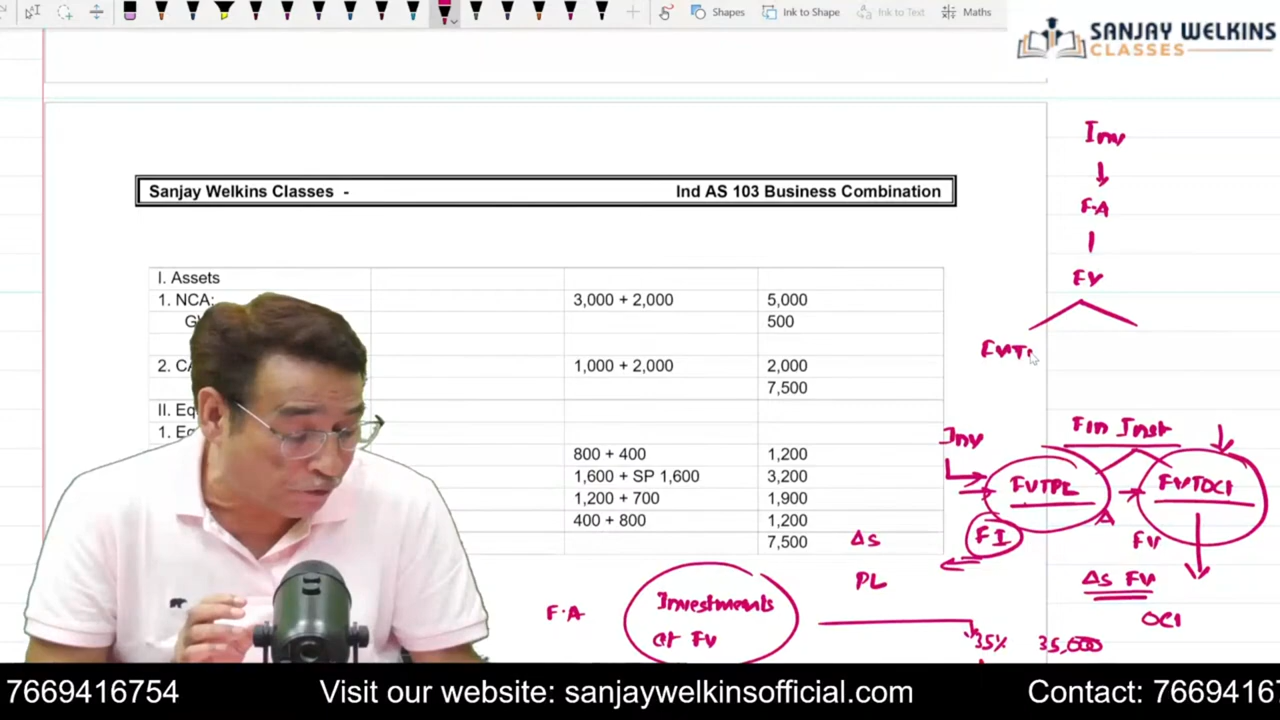 Shapes Ink to Shape Ink to Text Maths
SANJAY WELKINS
CLASSES
Sanjay Welkins Classes - Ind AS 103 Business Combination
I. Assets
1. NCA: 3,000 + 2,000 5,000
500
2. 1,000 + 2,000 2,000
7,500
II.
1.
800 + 400 1,200
1,600 + SP 1,600 3,200
1,200 + 700 1,900
400 + 800 1,200
7,500
Inv
F.A
FV
Inv
Fin Inst
FVTPL
FVTOCI
FI
Δs
PL
FV
Δs FV
OCI
F.A
Investments
at FV
35% 35,000
7669416754 Visit our website: sanjaywelkinsofficial.com Contact: 7669416